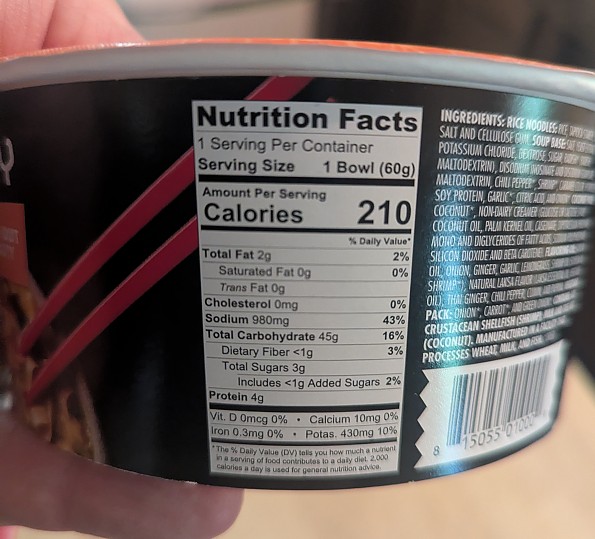 Y
Nutrition Facts
1 Serving Per Container
Serving Size 1 Bowl (60g)
Amount Per Serving
Calories 210
% Daily Value*
Total Fat 2g 2%
Saturated Fat 0g 0%
Trans Fat 0g
Cholesterol 0mg 0%
Sodium 980mg 43%
Total Carbohydrate 45g 16%
Dietary Fiber <1g 3%
Total Sugars 3g
Includes <1g Added Sugars 2%
Protein 4g
Vit. D 0mcg 0% • Calcium 10mg 0%
Iron 0.3mg 0% • Potas. 430mg 10%
*The % Daily Value (DV) tells you how much a nutrient
in a serving of food contributes to a daily diet. 2,000
calories a day is used for general nutrition advice.
INGREDIENTS: RICE NOODLES: RICE,
SALT AND CELLULOSE GUM, SOUP BASE:
POTASSIUM CHLORIDE, DEXTROSE, SUGAR
MALTODEXTRIN), DISODIUM INOSINATE AND
MALTODEXTRIN, CHILI PEPPER*, SHRIMP*
SOY PROTEIN, GARLIC*, CITRIC ACID, AND
COCONUT*, NON-DAIRY CREAMER
COCONUT OIL, PALM KERNEL OIL,
MONO AND DIGLYCERIDES OF FATTY ACIDS,
SILICON DIOXIDE AND BETA CAROTENE),
OIL, ONION, GINGER, GARLIC,
SHRIMP*, NATURAL LAKSA FLAVOR
OIL), THAI GINGER, CHILI PEPPER,
PACK: ONION*, CARROT*, AND GREEN
CRUSTACEAN SHELLFISH (SHRIMP), MILK
(COCONUT). MANUFACTURED IN A FACILITY
PROCESSES WHEAT, MILK, AND FISH.
8 15055 0100